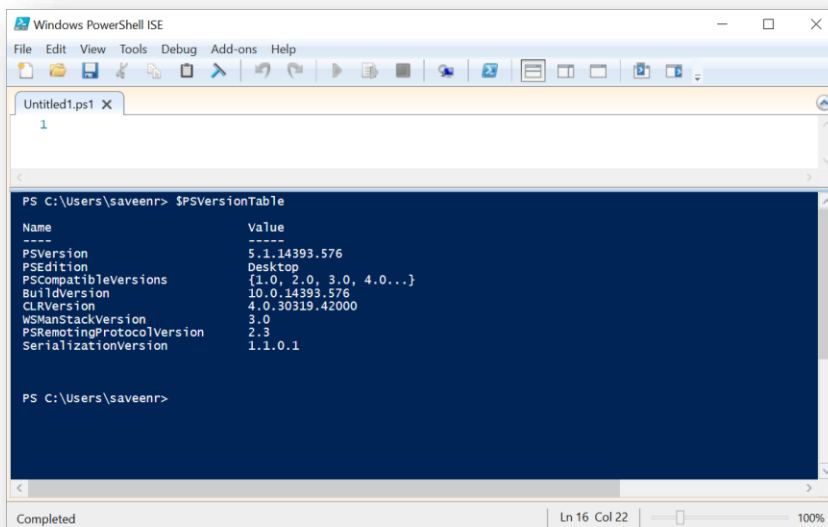 Windows PowerShell ISE
File Edit View Tools Debug Add-ons Help
Untitled1.ps1
1
PS C:\Users\saveenr> $PSVersionTable
Name Value
---- -----
PSVersion 5.1.14393.576
PSEdition Desktop
PSCompatibleVersions {1.0, 2.0, 3.0, 4.0...}
BuildVersion 10.0.14393.576
CLRVersion 4.0.30319.42000
WSManStackVersion 3.0
PSRemotingProtocolVersion 2.3
SerializationVersion 1.1.0.1
PS C:\Users\saveenr>
Completed Ln 16 Col 22 100%